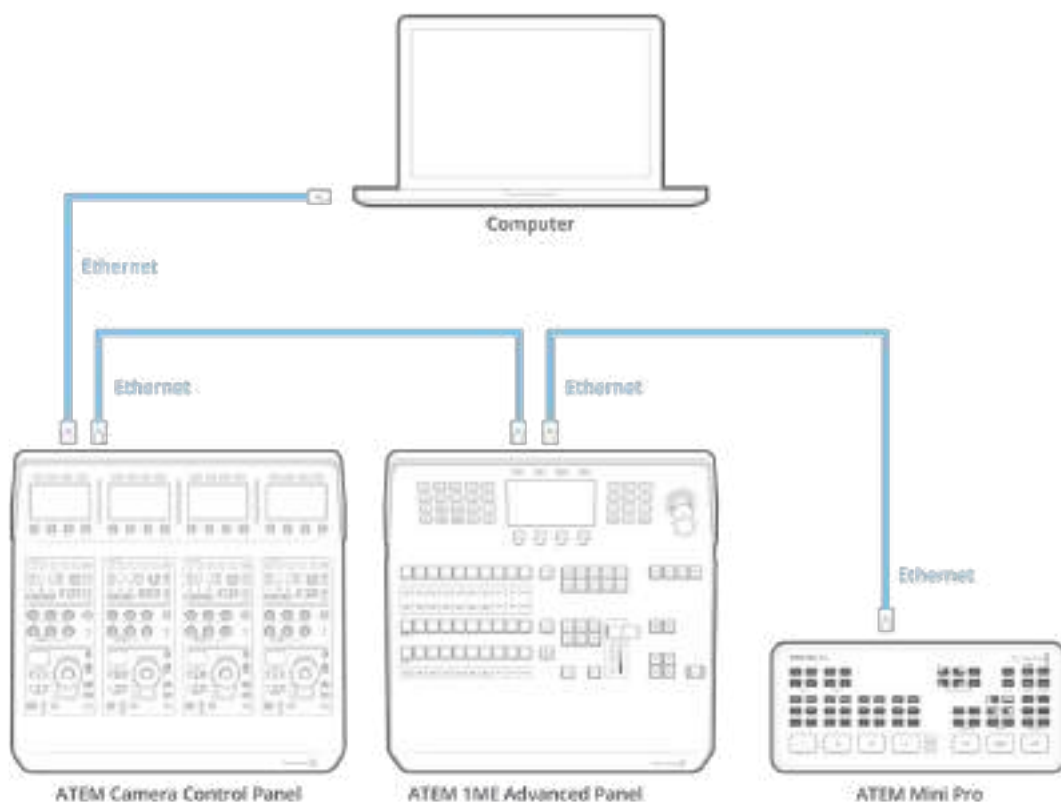 Computer
Ethernet
Ethernet
Ethernet
Ethernet
ATEM Camera Control Panel
ATEM 1ME Advanced Panel
ATEM Mini Pro